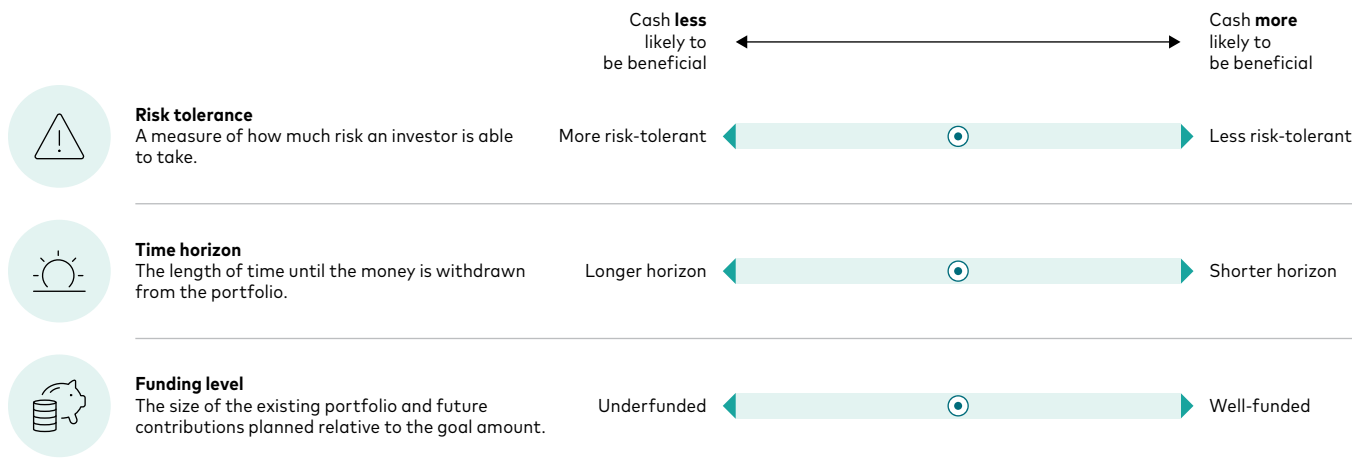 Cash less
likely to
be beneficial
Cash more
likely to
be beneficial
Risk tolerance
A measure of how much risk an investor is able
to take.
More risk-tolerant
Less risk-tolerant
Time horizon
The length of time until the money is withdrawn
from the portfolio.
Longer horizon
Shorter horizon
Funding level
The size of the existing portfolio and future
contributions planned relative to the goal amount.
Underfunded
Well-funded